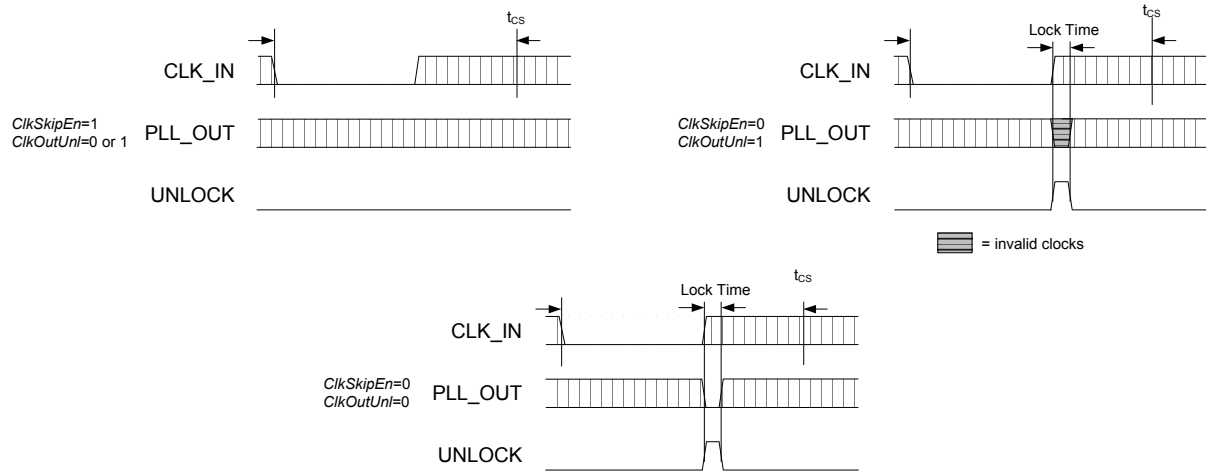 tCS
CLK_IN
ClkSkipEn=1
ClkOutUnl=0 or 1
PLL_OUT
UNLOCK
Lock Time
tCS
CLK_IN
ClkSkipEn=0
ClkOutUnl=1
PLL_OUT
UNLOCK
= invalid clocks
Lock Time
tCS
CLK_IN
ClkSkipEn=0
ClkOutUnl=0
PLL_OUT
UNLOCK